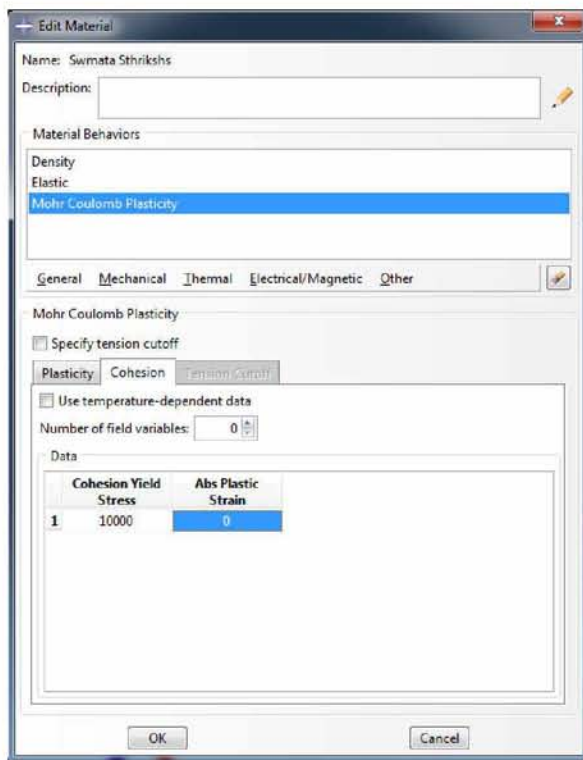 Edit Material
Name: Swmata Sthrikshs
Description:
Material Behaviors
Density
Elastic
Mohr Coulomb Plasticity
General Mechanical Thermal Electrical/Magnetic Other
Mohr Coulomb Plasticity
Specify tension cutoff
Plasticity Cohesion Tension Cutoff
Use temperature-dependent data
Number of field variables: 0
Data
Cohesion Yield Abs Plastic
Stress Strain
1 10000 0
OK Cancel